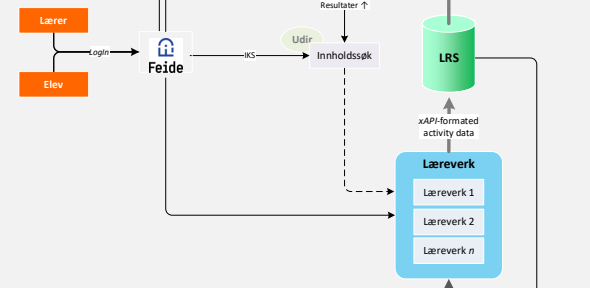 Resultater ↑
Lærer
LogIn
Elev
Feide
IKS
Udir
Innholdssøk
LRS
xAPI-formated
activity data
Læreverk
Læreverk 1
Læreverk 2
Læreverk n